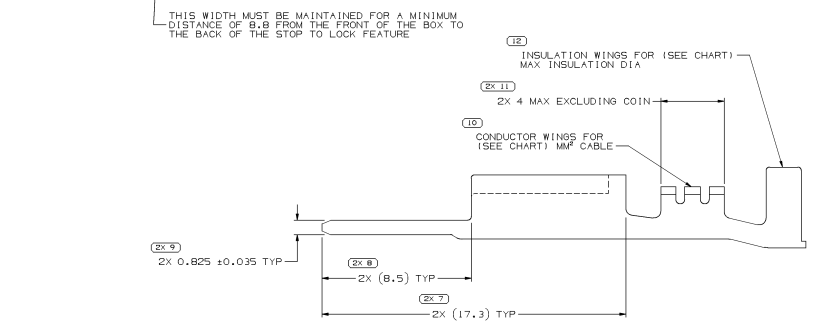 THIS WIDTH MUST BE MAINTAINED FOR A MINIMUM
DISTANCE OF 8.8 FROM THE FRONT OF THE BOX TO
THE BACK OF THE STOP TO LOCK FEATURE
12
INSULATION WINGS FOR (SEE CHART)
MAX INSULATION DIA
2X 11
2X 4 MAX EXCLUDING COIN
10
CONDUCTOR WINGS FOR
(SEE CHART) MM² CABLE
2X 9
2X 0.825 ±0.035 TYP
2X 8
2X (8.5) TYP
2X 7
2X (17.3) TYP